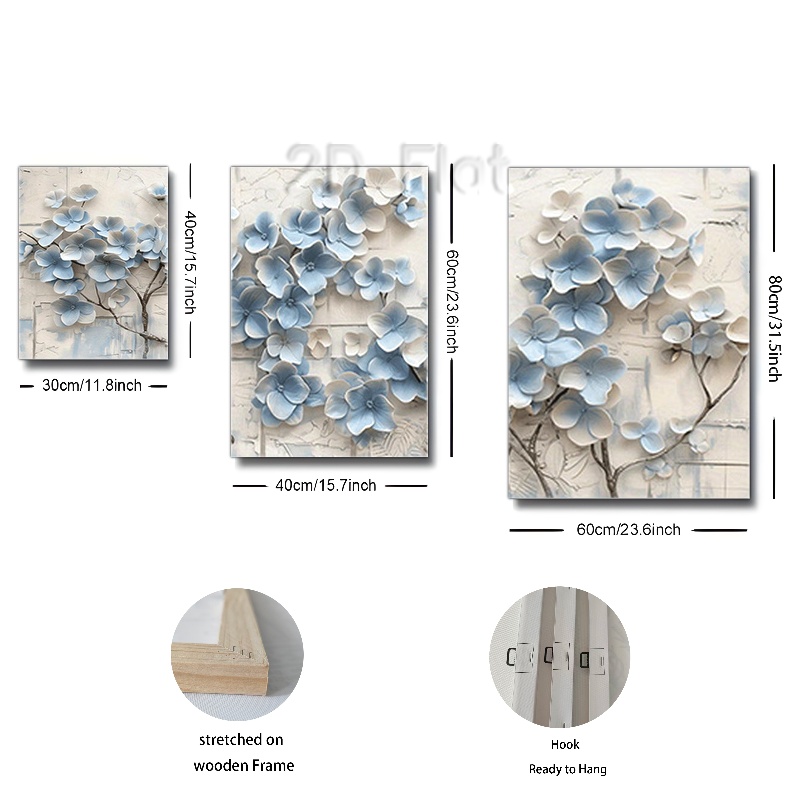 2D Flat
40cm/15.7inch
60cm/23.6inch
80cm/31.5inch
30cm/11.8inch
40cm/15.7inch
60cm/23.6inch
stretched on
wooden Frame
Hook
Ready to Hang